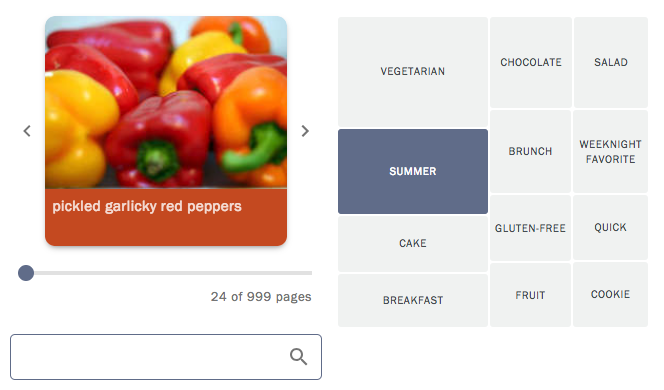 pickled garlicky red peppers
24 of 999 pages
VEGETARIAN
SUMMER
CAKE
BREAKFAST
CHOCOLATE
BRUNCH
GLUTEN-FREE
FRUIT
SALAD
WEEKNIGHT
FAVORITE
QUICK
COOKIE